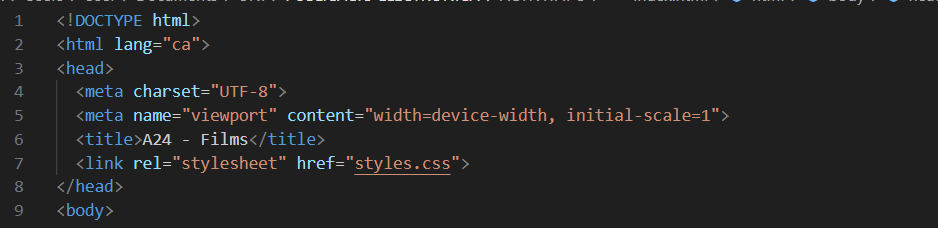 1 <!DOCTYPE html>
2 <html lang="ca">
3 <head>
4 <meta charset="UTF-8">
5 <meta name="viewport" content="width=device-width, initial-scale=1">
6 <title>A24 - Films</title>
7 <link rel="stylesheet" href="styles.css">
8 </head>
9 <body>